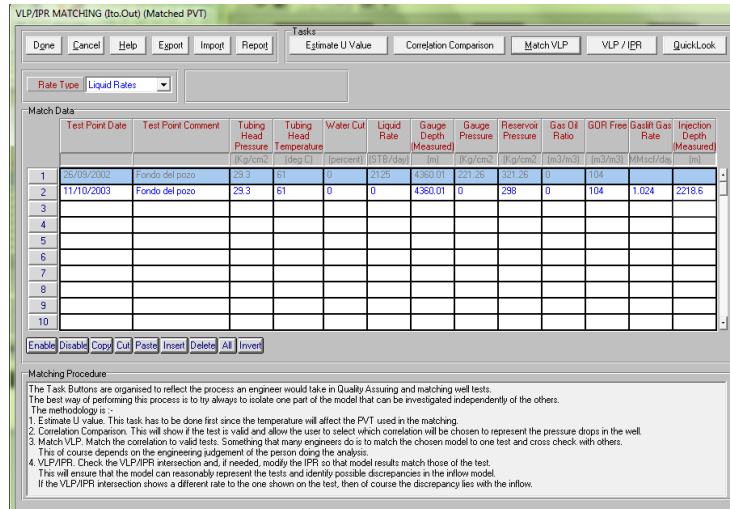 VLP/IPR MATCHING (Ito.Out) (Matched PVT)
Tasks
Done Cancel Help Export Import Report Estimate U Value Correlation Comparison Match VLP VLP / IPR QuickLook
Rate Type Liquid Rates
Match Data
Test Point Date Test Point Comment Tubing Head Pressure Tubing Head Temperature Water Cut Liquid Rate Gauge Depth (Measured) Gauge Pressure Reservoir Pressure Gas Oil Ratio GOR Free Gaslift Gas Rate Injection Depth (Measured)
(Kg/cm2 (deg C) (percent) (STB/day) (m) (Kg/cm2 (Kg/cm2 (m3/m3) (m3/m3) MMscf/day (m)
1 26/09/2002 Fondo del pozo 29.3 61 0 2125 4360.01 221.26 321.26 0 104
2 11/10/2003 Fondo del pozo 29.3 61 0 0 4360.01 0 298 0 104 1.024 2218.6
3
4
5
6
7
8
9
10
Enable Disable Copy Cut Paste Insert Delete All Invert
Matching Procedure
The Task Buttons are organised to reflect the process an engineer would take in Quality Assuring and matching well tests.
The best way of performing this process is to try always to isolate one part of the model that can be investigated independently of the others.
The methodology is :-
1. Estimate U value. This task has to be done first since the temperature will affect the PVT used in the matching.
2. Correlation Comparison. This will show if the test is valid and allow the user to select which correlation will be chosen to represent the pressure drops in the well.
3. Match VLP. Match the correlation to valid tests. Something that many engineers do is to match the chosen model to one test and cross check with others.
This of course depends on the engineering judgement of the person doing the analysis.
4. VLP/IPR. Check the VLP/IPR intersection and, if needed, modify the IPR so that model results match those of the test.
This will ensure that the model can reasonably represent the tests and identify possible discrepancies in the inflow model.
If the VLP/IPR intersection shows a different rate to the one shown on the test, then of course the discrepancy lies with the inflow.